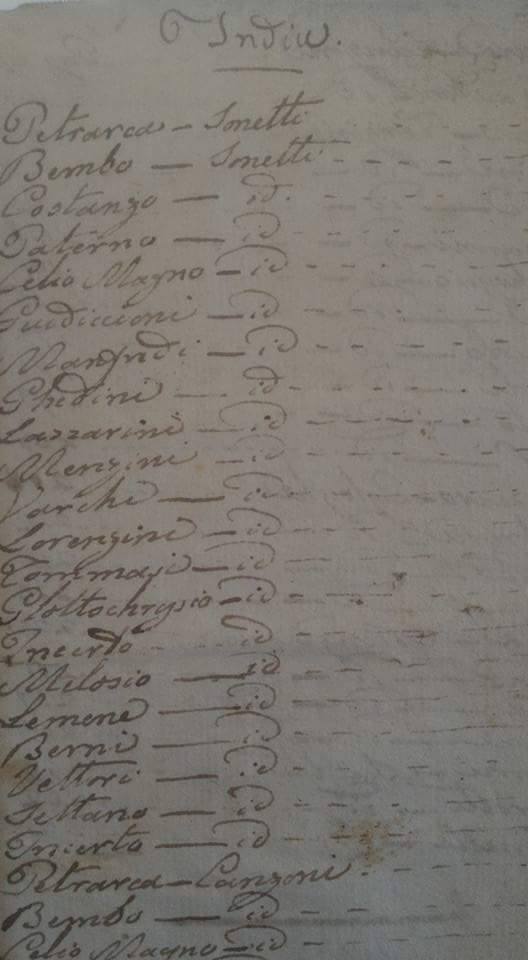 Indice.
Petrarca - Sonetti
Bembo - Sonetti
Costanzo - id.
Paterno - id
Celio Magno - id
Guidiccioni - id
Manfredi - id
Ghedini - id
Lazzarini - id
Menzini - id
Varchi - id
Lorenzini - id
Tommasi - id
Glottochrysio - id
Incerto - id
Melosio - id
Lemene - id
Berni - id
Vettori - id
Settano - id
Incerto - id
Petrarca - Canzoni
Bembo - id
Celio Magno - id